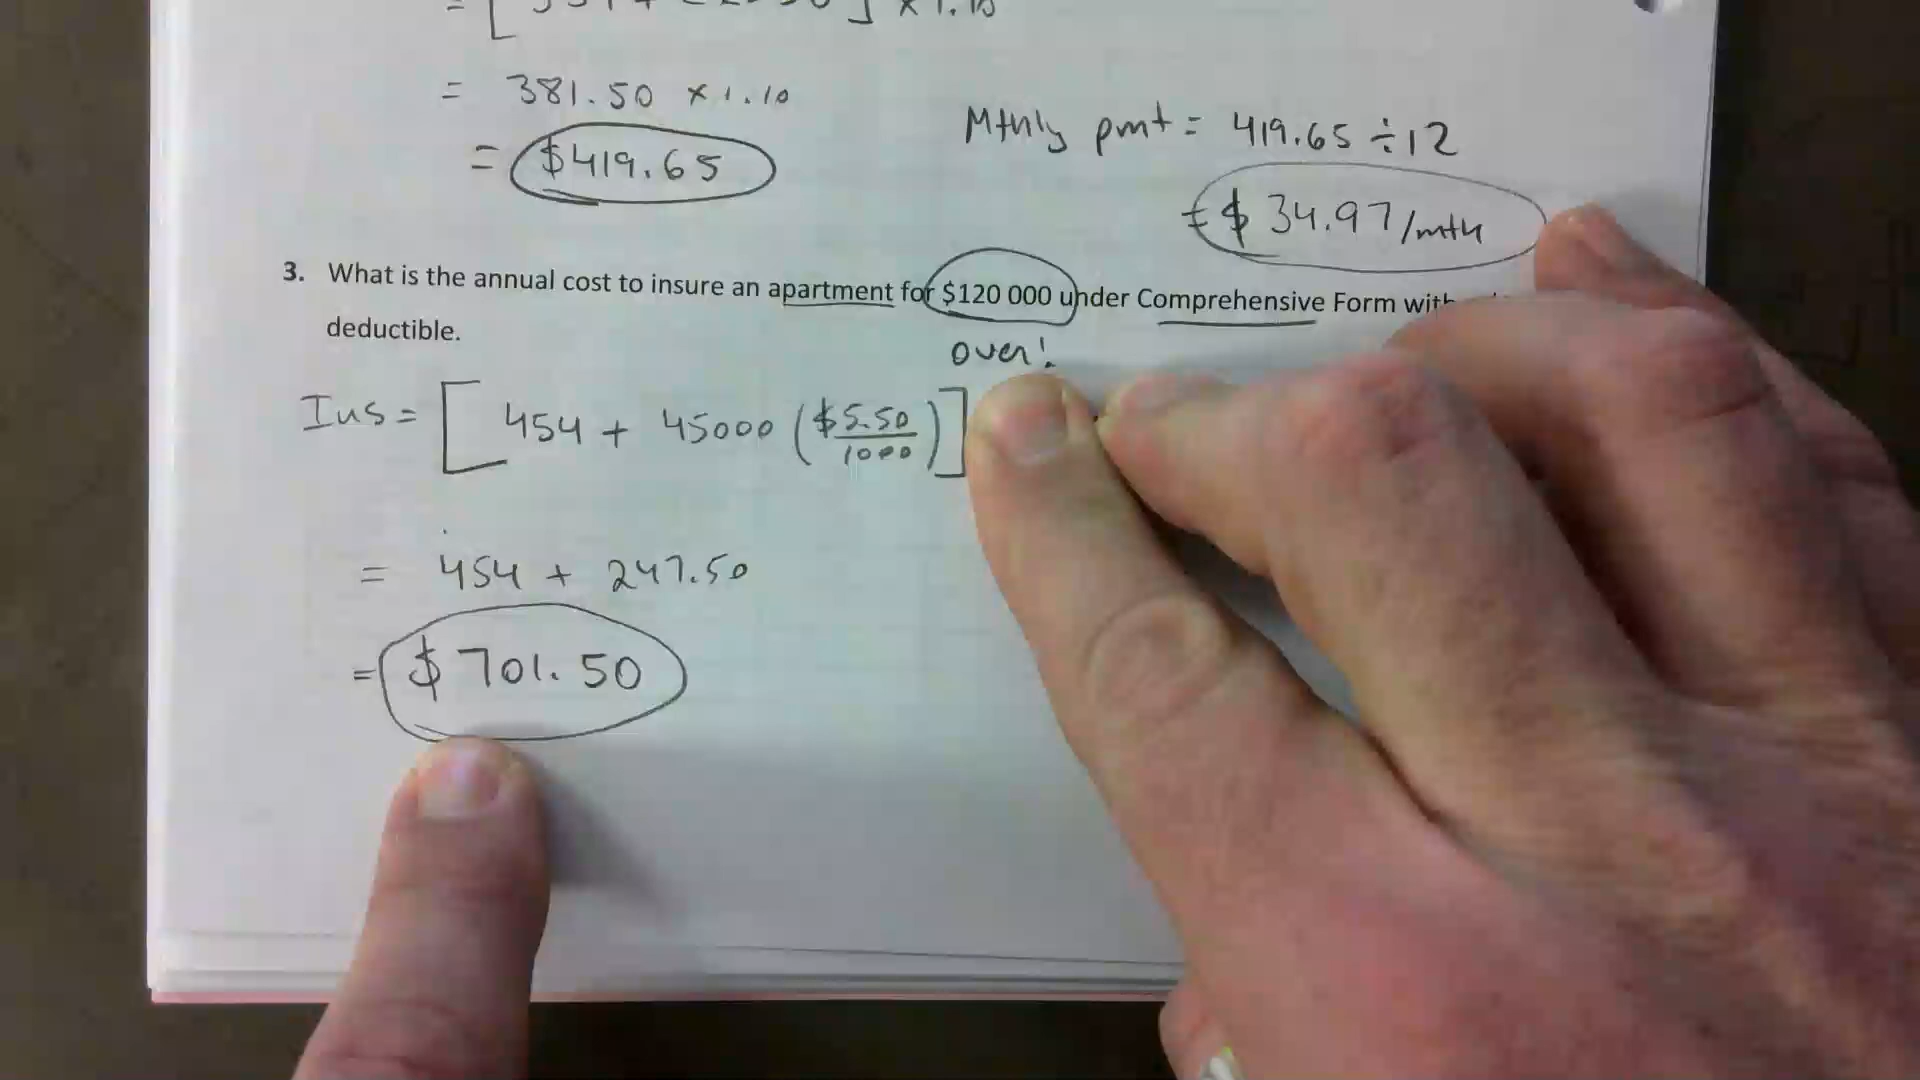 ] x 1.10
= 381.50 x 1.10
= $419.65
Mthly pmt = 419.65 ÷ 12
= $34.97/mth
3. What is the annual cost to insure an apartment for $120 000 under Comprehensive Form with
deductible.
over!
Ins = [ 454 + 45000 ($5.50/1000) ]
= 454 + 247.50
= $701.50